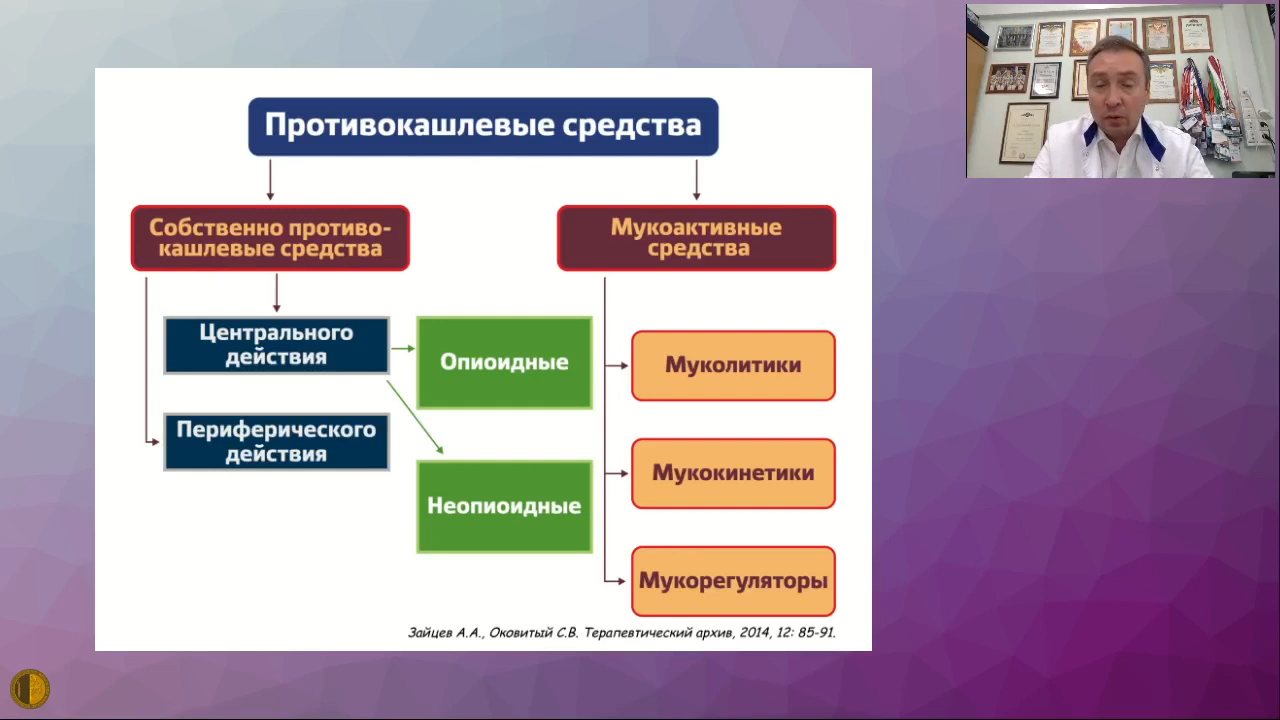 Противокашлевые средства
Собственно противо-
кашлевые средства
Мукоактивные
средства
Центрального
действия
Опиоидные
Муколитики
Периферического
действия
Мукокинетики
Неопиоидные
Мукорегуляторы
Зайцев А.А., Оковитый С.В. Терапевтический архив, 2014, 12: 85-91.